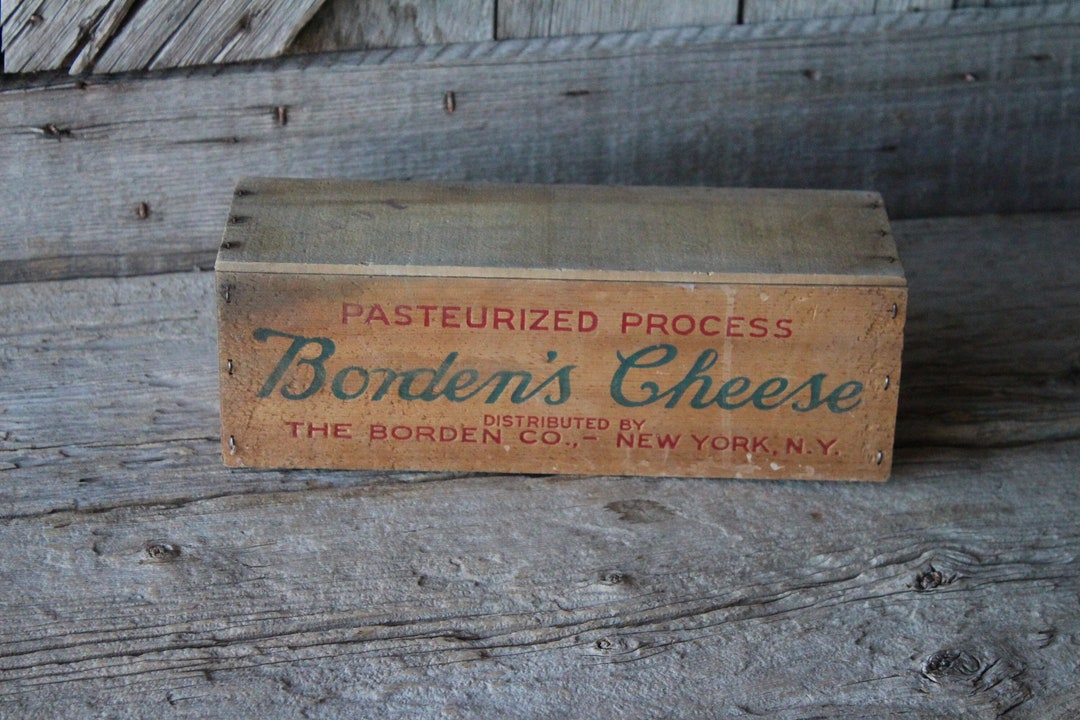 PASTEURIZED PROCESS
Borden's Cheese
DISTRIBUTED BY
THE BORDEN CO.,- NEW YORK, N.Y.